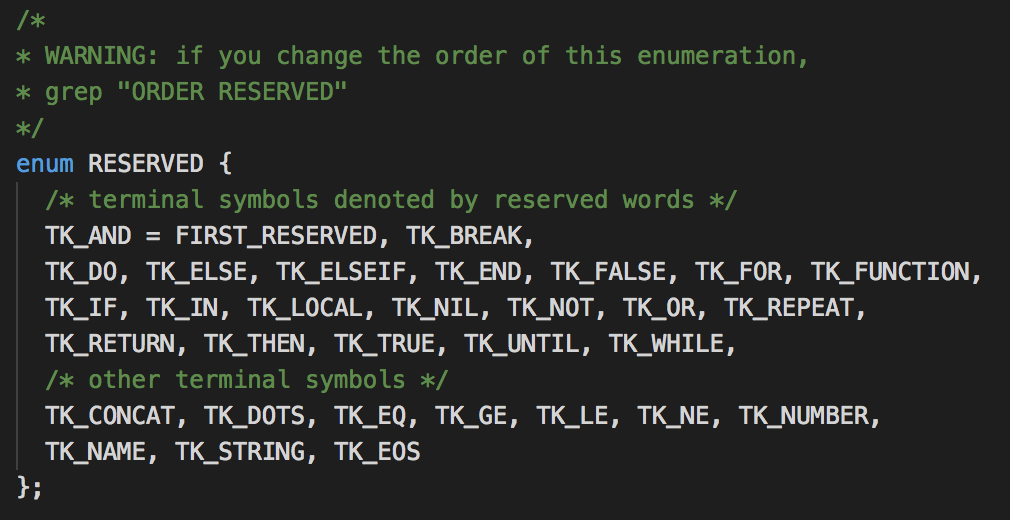 /*
* WARNING: if you change the order of this enumeration,
* grep "ORDER RESERVED"
*/
enum RESERVED {
/* terminal symbols denoted by reserved words */
TK_AND = FIRST_RESERVED, TK_BREAK,
TK_DO, TK_ELSE, TK_ELSEIF, TK_END, TK_FALSE, TK_FOR, TK_FUNCTION,
TK_IF, TK_IN, TK_LOCAL, TK_NIL, TK_NOT, TK_OR, TK_REPEAT,
TK_RETURN, TK_THEN, TK_TRUE, TK_UNTIL, TK_WHILE,
/* other terminal symbols */
TK_CONCAT, TK_DOTS, TK_EQ, TK_GE, TK_LE, TK_NE, TK_NUMBER,
TK_NAME, TK_STRING, TK_EOS
};